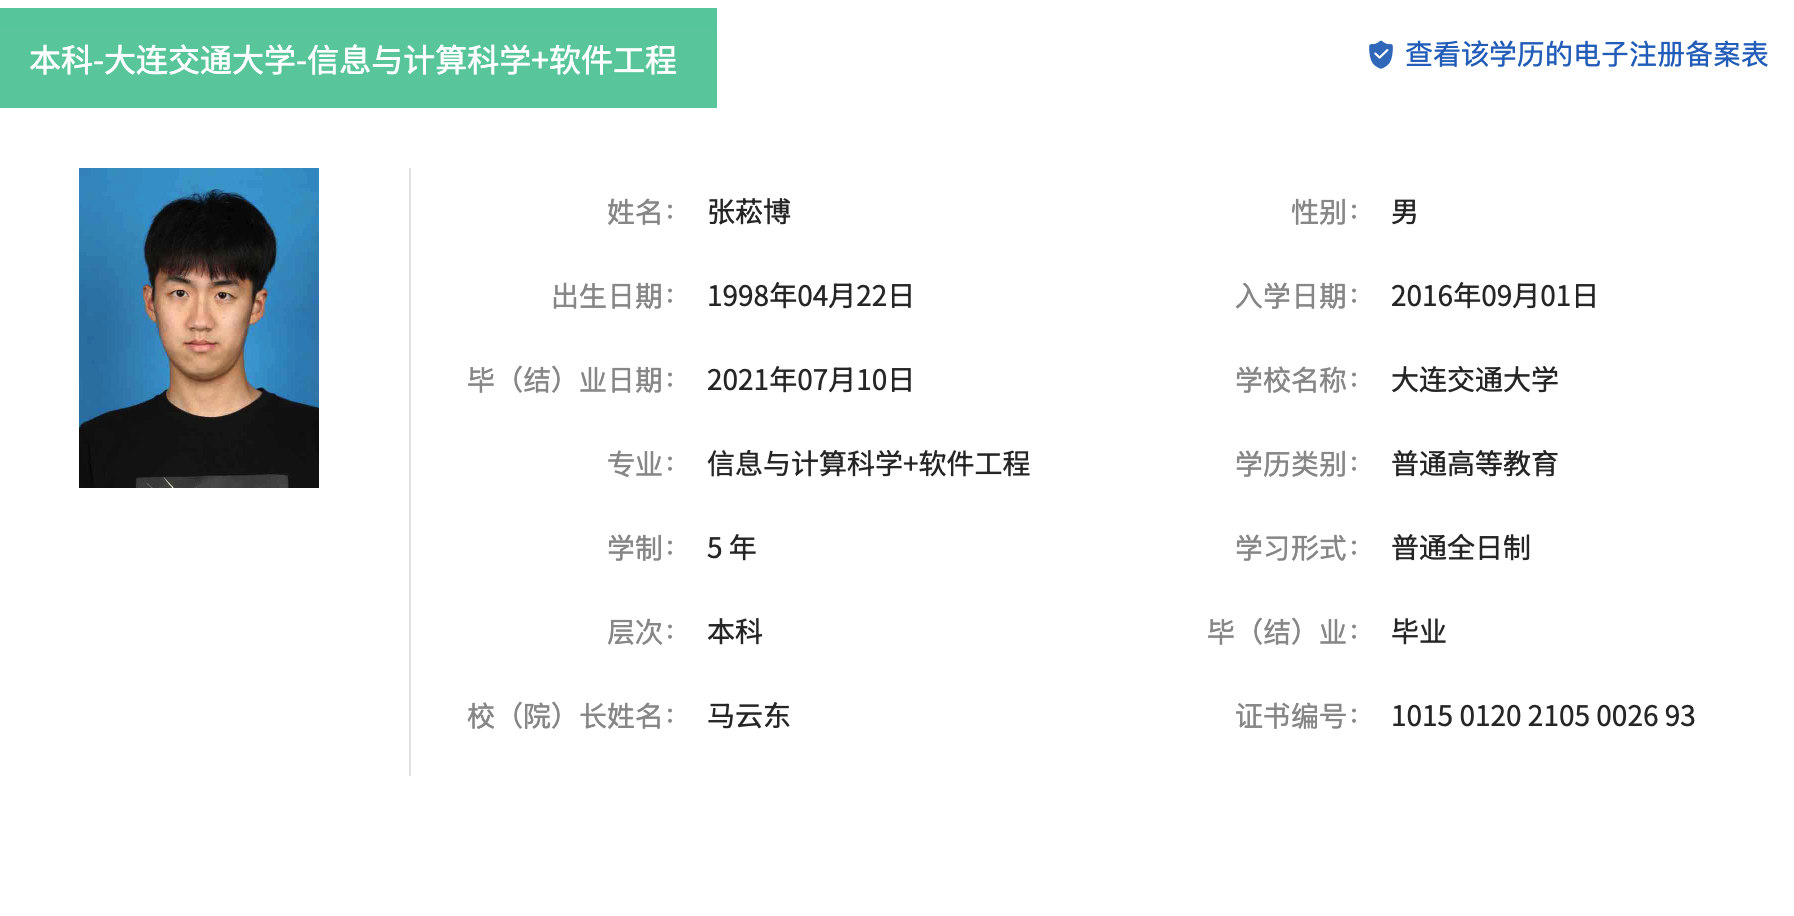 本科-大连交通大学-信息与计算科学+软件工程
查看该学历的电子注册备案表
姓名： 张菘博 性别： 男
出生日期： 1998年04月22日 入学日期： 2016年09月01日
毕（结）业日期： 2021年07月10日 学校名称： 大连交通大学
专业： 信息与计算科学+软件工程 学历类别： 普通高等教育
学制： 5 年 学习形式： 普通全日制
层次： 本科 毕（结）业： 毕业
校（院）长姓名： 马云东 证书编号： 1015 0120 2105 0026 93